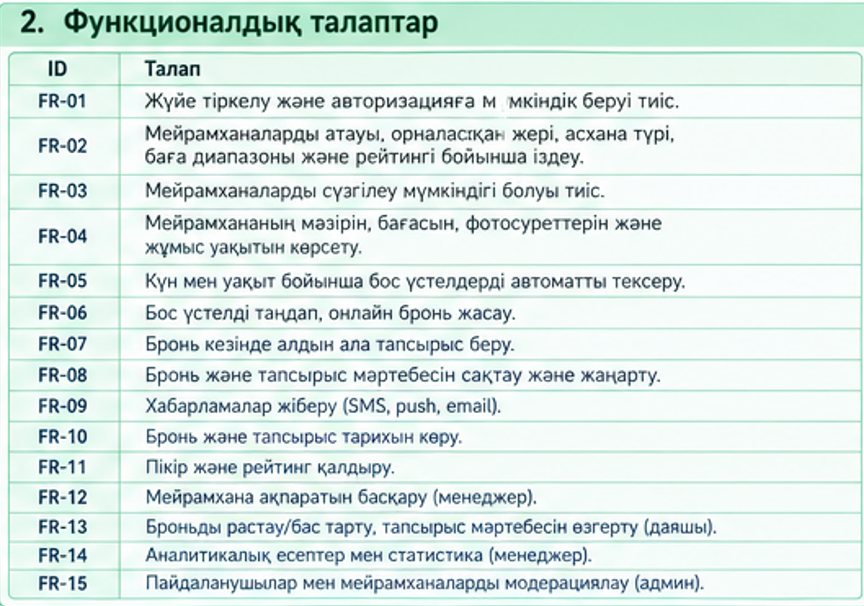 2. Функционалдық талаптар
ID Талап
FR-01 Жүйе тіркелу және авторизацияға м мкіндік беруі тиіс.
FR-02 Мейрамханаларды атауы, орналасқан жері, асхана түрі,
баға диапазоны және рейтингі бойынша іздеу.
FR-03 Мейрамханаларды сүзгілеу мүмкіндігі болуы тиіс.
FR-04 Мейрамхананың мәзірін, бағасын, фотосуреттерін және
жұмыс уақытын көрсету.
FR-05 Күн мен уақыт бойынша бос үстелдерді автоматты тексеру.
FR-06 Бос үстелді таңдап, онлайн бронь жасау.
FR-07 Бронь кезінде алдын ала тапсырыс беру.
FR-08 Бронь және тапсырыс мәртебесін сақтау және жаңарту.
FR-09 Хабарламалар жіберу (SMS, push, email).
FR-10 Бронь және тапсырыс тарихын көру.
FR-11 Пікір және рейтинг қалдыру.
FR-12 Мейрамхана ақпаратын басқару (менеджер).
FR-13 Броньды растау/бас тарту, тапсырыс мәртебесін өзгерту (даяшы).
FR-14 Аналитикалық есептер мен статистика (менеджер).
FR-15 Пайдаланушылар мен мейрамханаларды модерациялау (админ).